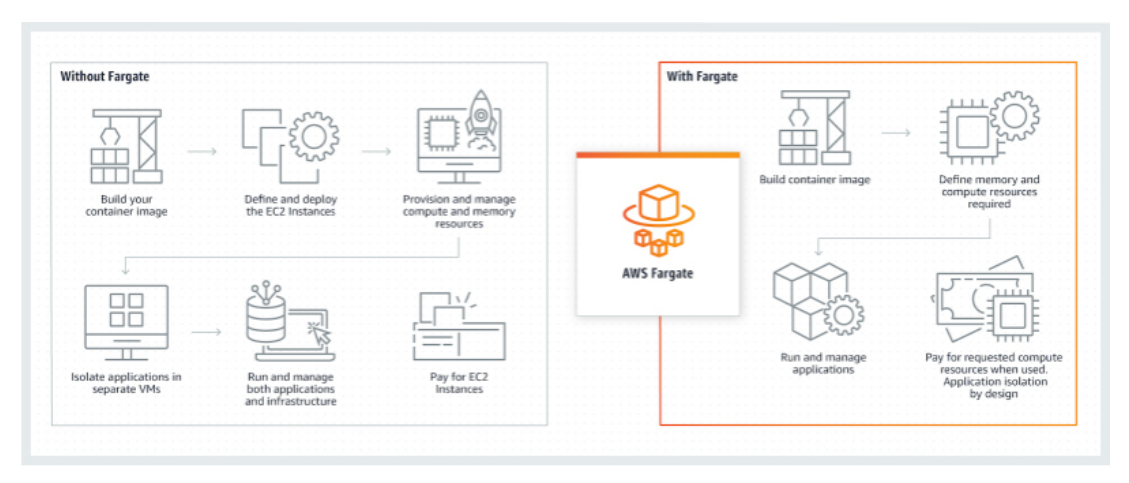 Without Fargate
Build your
container image
Define and deploy
the EC2 Instances
Provision and manage
compute and memory
resources
Isolate applications in
separate VMs
Run and manage
both applications
and infrastructure
Pay for EC2
Instances
AWS Fargate
With Fargate
Build container image
Define memory and
compute resources
required
Run and manage
applications
Pay for requested compute
resources when used.
Application isolation
by design